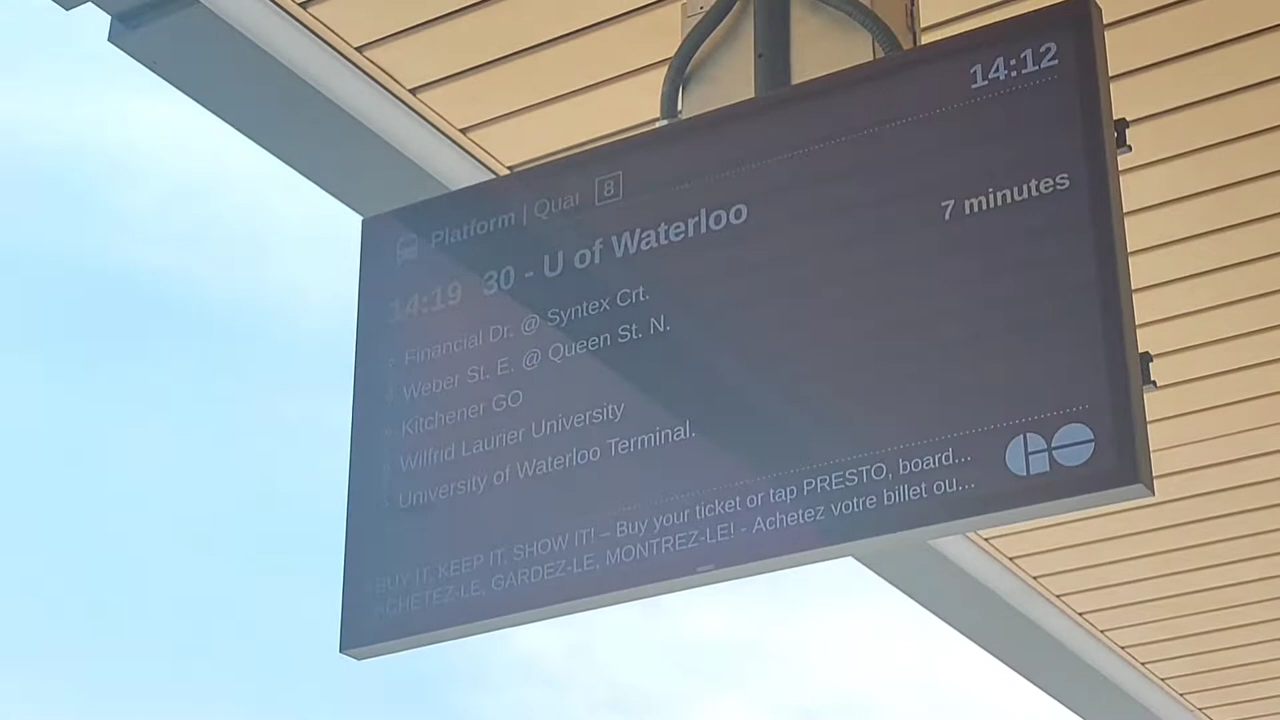 14:12
Platform | Quai 8
14:19 30 - U of Waterloo 7 minutes
Financial Dr. @ Syntex Crt.
Weber St. E. @ Queen St. N.
Kitchener GO
Wilfrid Laurier University
University of Waterloo Terminal.
BUY IT, KEEP IT, SHOW IT! – Buy your ticket or tap PRESTO, board...
ACHETEZ-LE, GARDEZ-LE, MONTREZ-LE! - Achetez votre billet ou...
GO